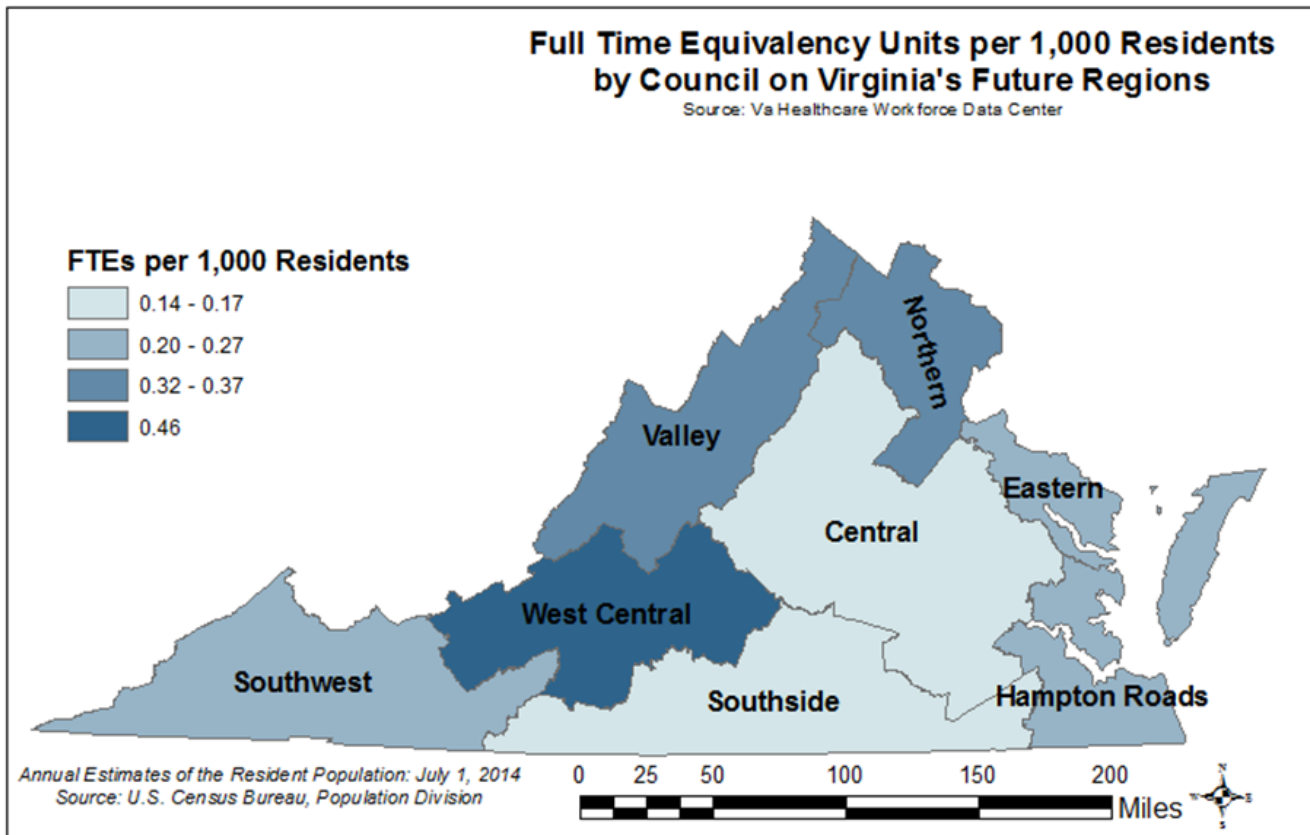 Full Time Equivalency Units per 1,000 Residents
by Council on Virginia's Future Regions
Source: Va Healthcare Workforce Data Center
FTEs per 1,000 Residents
0.14 - 0.17
0.20 - 0.27
0.32 - 0.37
0.46
Northern
Valley
Eastern
Central
West Central
Southwest
Southside
Hampton Roads
Annual Estimates of the Resident Population: July 1, 2014
Source: U.S. Census Bureau, Population Division
0 25 50 100 150 200
Miles
N
W E
S